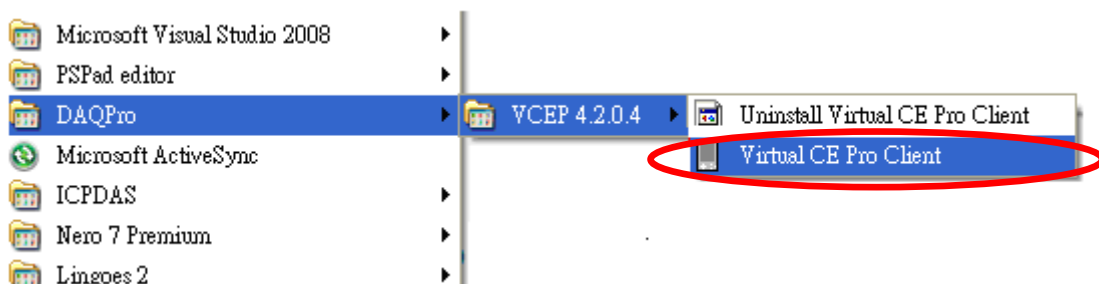 Microsoft Visual Studio 2008
PSPad editor
DAQPro
VCEP 4.2.0.4
Uninstall Virtual CE Pro Client
Virtual CE Pro Client
Microsoft ActiveSync
ICPDAS
Nero 7 Premium
Lingoes 2